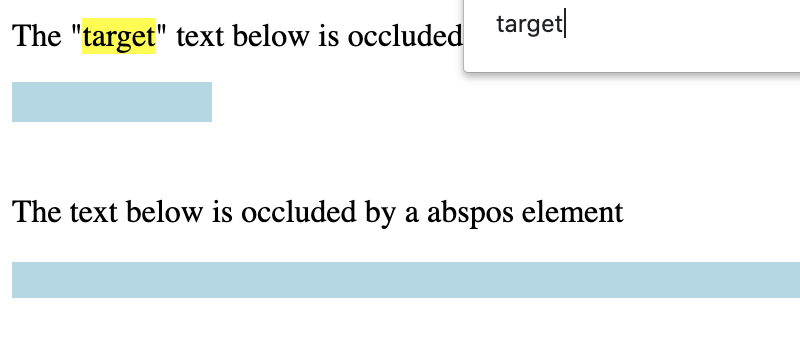 The "target" text below is occluded
target
The text below is occluded by a abspos element